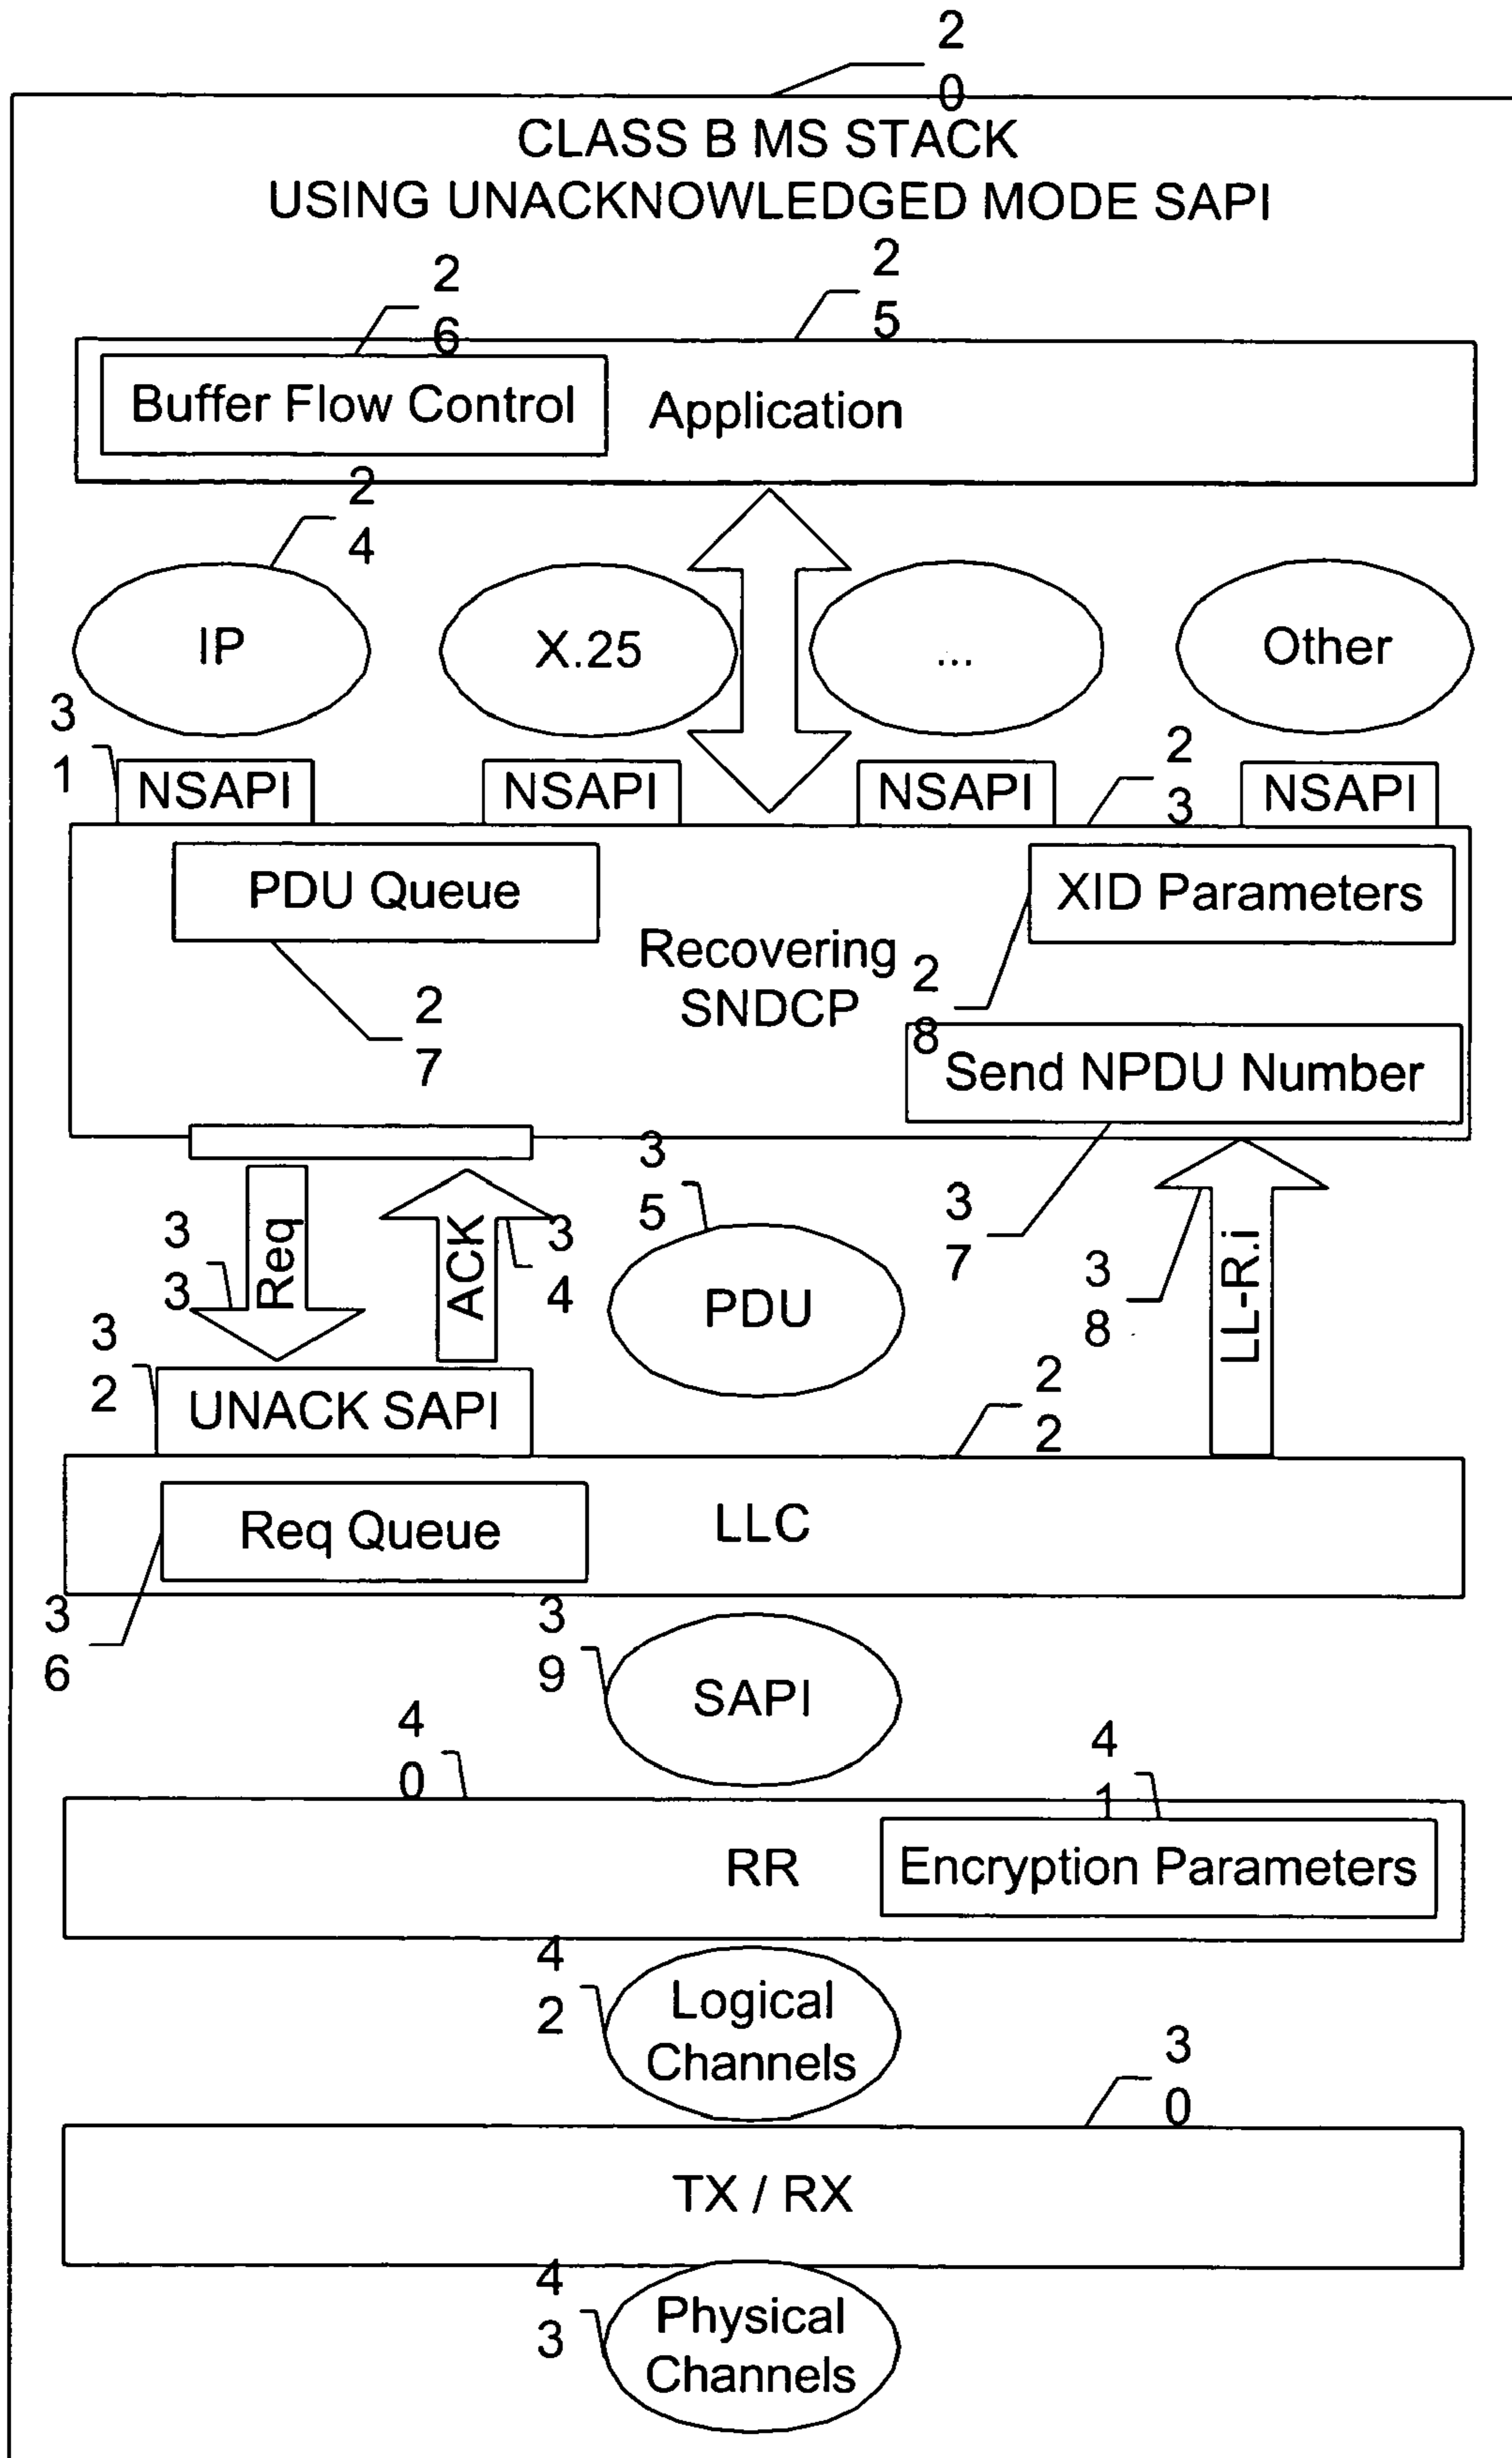 20
CLASS B MS STACK
USING UNACKNOWLEDGED MODE SAPI
26
25
Buffer Flow Control
Application
24
IP
X.25
...
Other
31
NSAPI
NSAPI
NSAPI
23
NSAPI
PDU Queue
XID Parameters
Recovering
SNDCP
28
27
Send NPDU Number
33
Req
ACK
34
35
PDU
37
38
LL-R.i
32
UNACK SAPI
22
Req Queue
LLC
36
39
SAPI
40
41
RR
Encryption Parameters
42
Logical
Channels
30
TX / RX
43
Physical
Channels